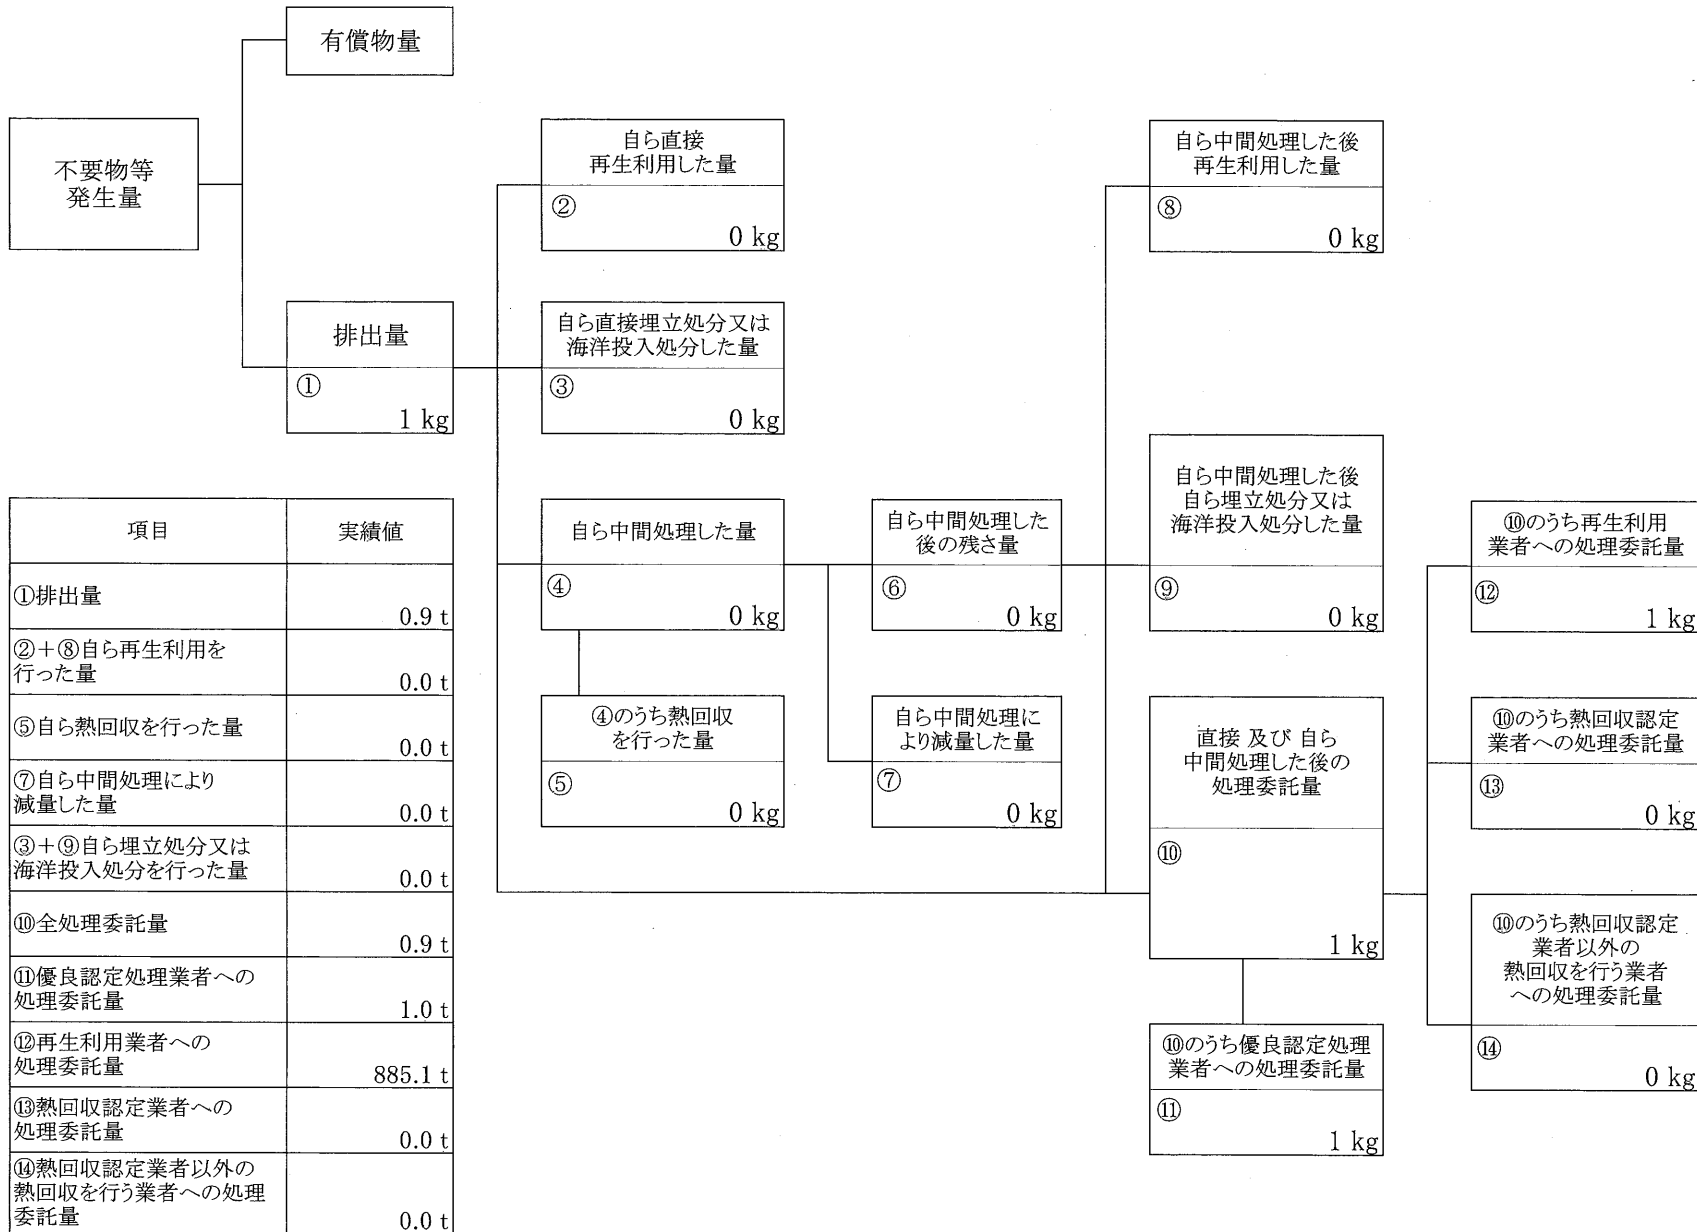 有償物量
不要物等
発生量
自ら直接
再生利用した量
②
0 kg
自ら中間処理した後
再生利用した量
⑧
0 kg
排出量
①
1 kg
自ら直接埋立処分又は
海洋投入処分した量
③
0 kg
自ら中間処理した量
④
0 kg
自ら中間処理した
後の残さ量
⑥
0 kg
自ら中間処理した後
自ら埋立処分又は
海洋投入処分した量
⑨
0 kg
⑩のうち再生利用
業者への処理委託量
⑫
1 kg
④のうち熱回収
を行った量
⑤
0 kg
自ら中間処理に
より減量した量
⑦
0 kg
直接 及び 自ら
中間処理した後の
処理委託量
⑩
1 kg
⑩のうち熱回収認定
業者への処理委託量
⑬
0 kg
⑩のうち熱回収認定
業者以外の
熱回収を行う業者
への処理委託量
⑭
0 kg
⑩のうち優良認定処理
業者への処理委託量
⑪
1 kg
項目 実績値
①排出量
0.9 t
②+⑧自ら再生利用を
行った量
0.0 t
⑤自ら熱回収を行った量
0.0 t
⑦自ら中間処理により
減量した量
0.0 t
③+⑨自ら埋立処分又は
海洋投入処分を行った量
0.0 t
⑩全処理委託量
0.9 t
⑪優良認定処理業者への
処理委託量
1.0 t
⑫再生利用業者への
処理委託量
885.1 t
⑬熱回収認定業者への
処理委託量
0.0 t
⑭熱回収認定業者以外の
熱回収を行う業者への処理
委託量
0.0 t